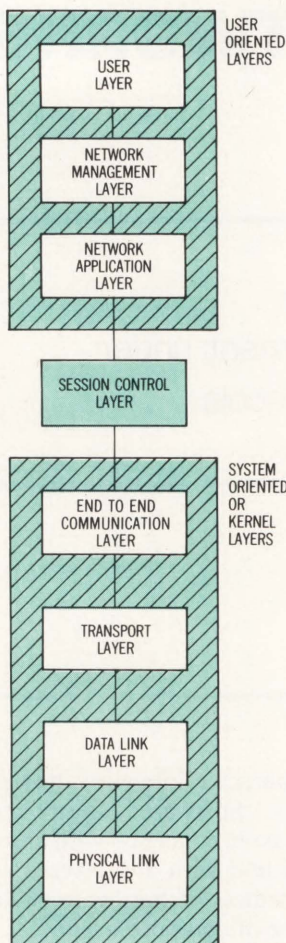 USER
ORIENTED
LAYERS
USER
LAYER
NETWORK
MANAGEMENT
LAYER
NETWORK
APPLICATION
LAYER
SESSION CONTROL
LAYER
SYSTEM
ORIENTED
OR
KERNEL
LAYERS
END TO END
COMMUNICATION
LAYER
TRANSPORT
LAYER
DATA LINK
LAYER
PHYSICAL LINK
LAYER